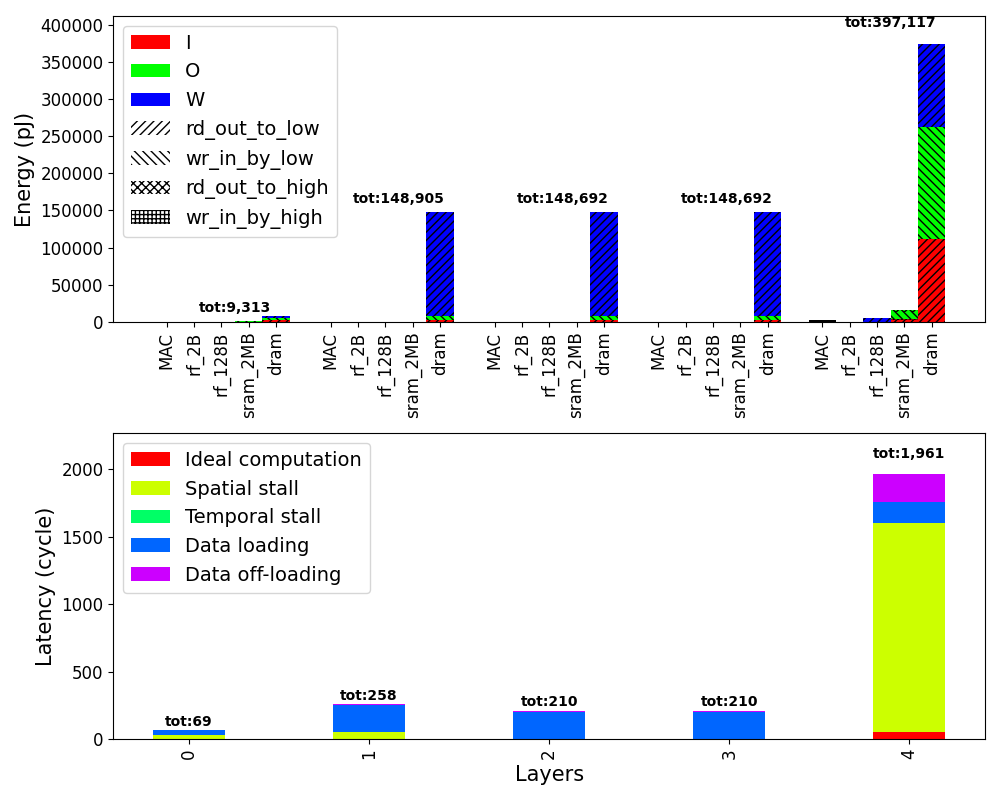 Energy (pJ)
400000
350000
300000
250000
200000
150000
100000
50000
0
I
O
W
rd_out_to_low
wr_in_by_low
rd_out_to_high
wr_in_by_high
tot:9,313
tot:148,905
tot:148,692
tot:148,692
tot:397,117
MAC
rf_2B
rf_128B
sram_2MB
dram
MAC
rf_2B
rf_128B
sram_2MB
dram
MAC
rf_2B
rf_128B
sram_2MB
dram
MAC
rf_2B
rf_128B
sram_2MB
dram
MAC
rf_2B
rf_128B
sram_2MB
dram
Latency (cycle)
2000
1500
1000
500
0
Ideal computation
Spatial stall
Temporal stall
Data loading
Data off-loading
tot:69
tot:258
tot:210
tot:210
tot:1,961
0
1
2
3
4
Layers